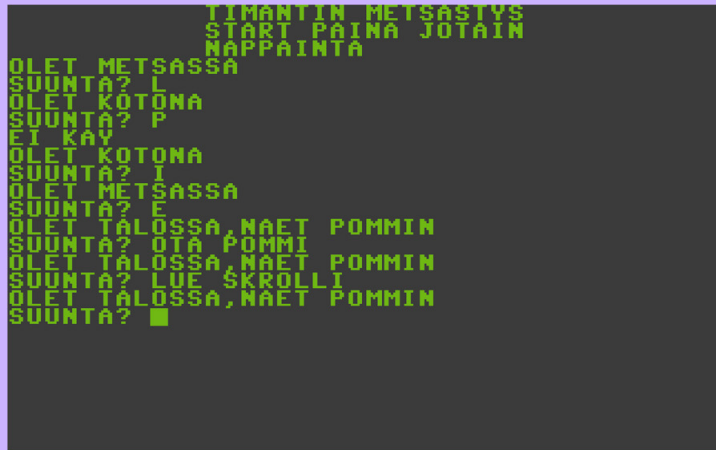 TIMANTIN METSASTYS
START PAINA JOTAIN
NAPPAINTA
OLET METSASSA
SUUNTA? L
OLET KOTONA
SUUNTA? P
EI KAY
OLET KOTONA
SUUNTA? I
OLET METSASSA
SUUNTA? E
OLET TALOSSA,NAET POMMIN
SUUNTA? OTA POMMI
OLET TALOSSA,NAET POMMIN
SUUNTA? LUE SKROLLI
OLET TALOSSA,NAET POMMIN
SUUNTA?